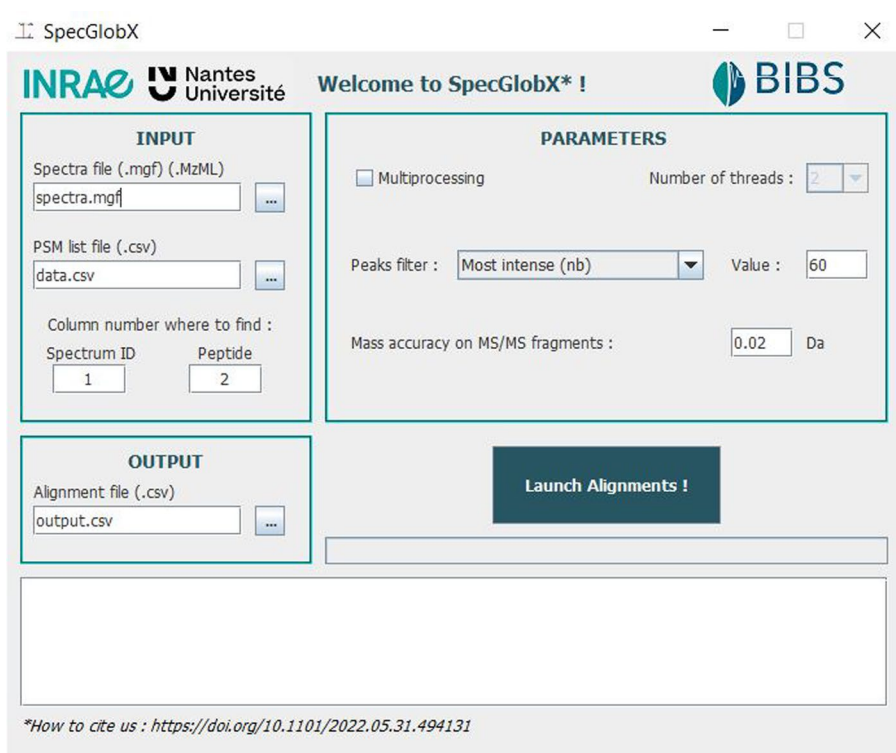 SpecGlobX
INRAE Nantes Université
Welcome to SpecGlobX* !
BIBS
INPUT
Spectra file (.mgf) (.MzML)
spectra.mgf
...
PSM list file (.csv)
data.csv
...
Column number where to find :
Spectrum ID Peptide
1 2
PARAMETERS
Multiprocessing Number of threads : 2
Peaks filter : Most intense (nb) Value : 60
Mass accuracy on MS/MS fragments : 0.02 Da
OUTPUT
Alignment file (.csv)
output.csv
...
Launch Alignments !
*How to cite us : https://doi.org/10.1101/2022.05.31.494131